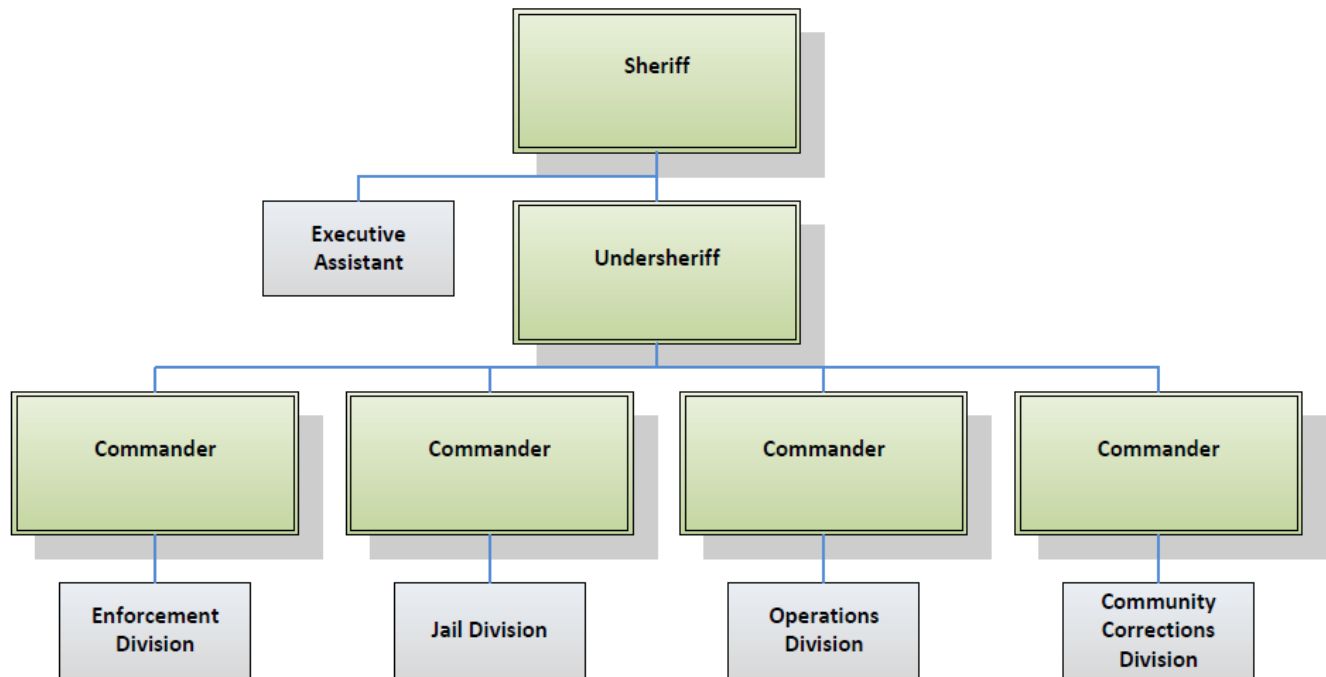 Sheriff
Executive
Assistant
Undersheriff
Commander
Commander
Commander
Commander
Enforcement
Division
Jail Division
Operations
Division
Community
Corrections
Division